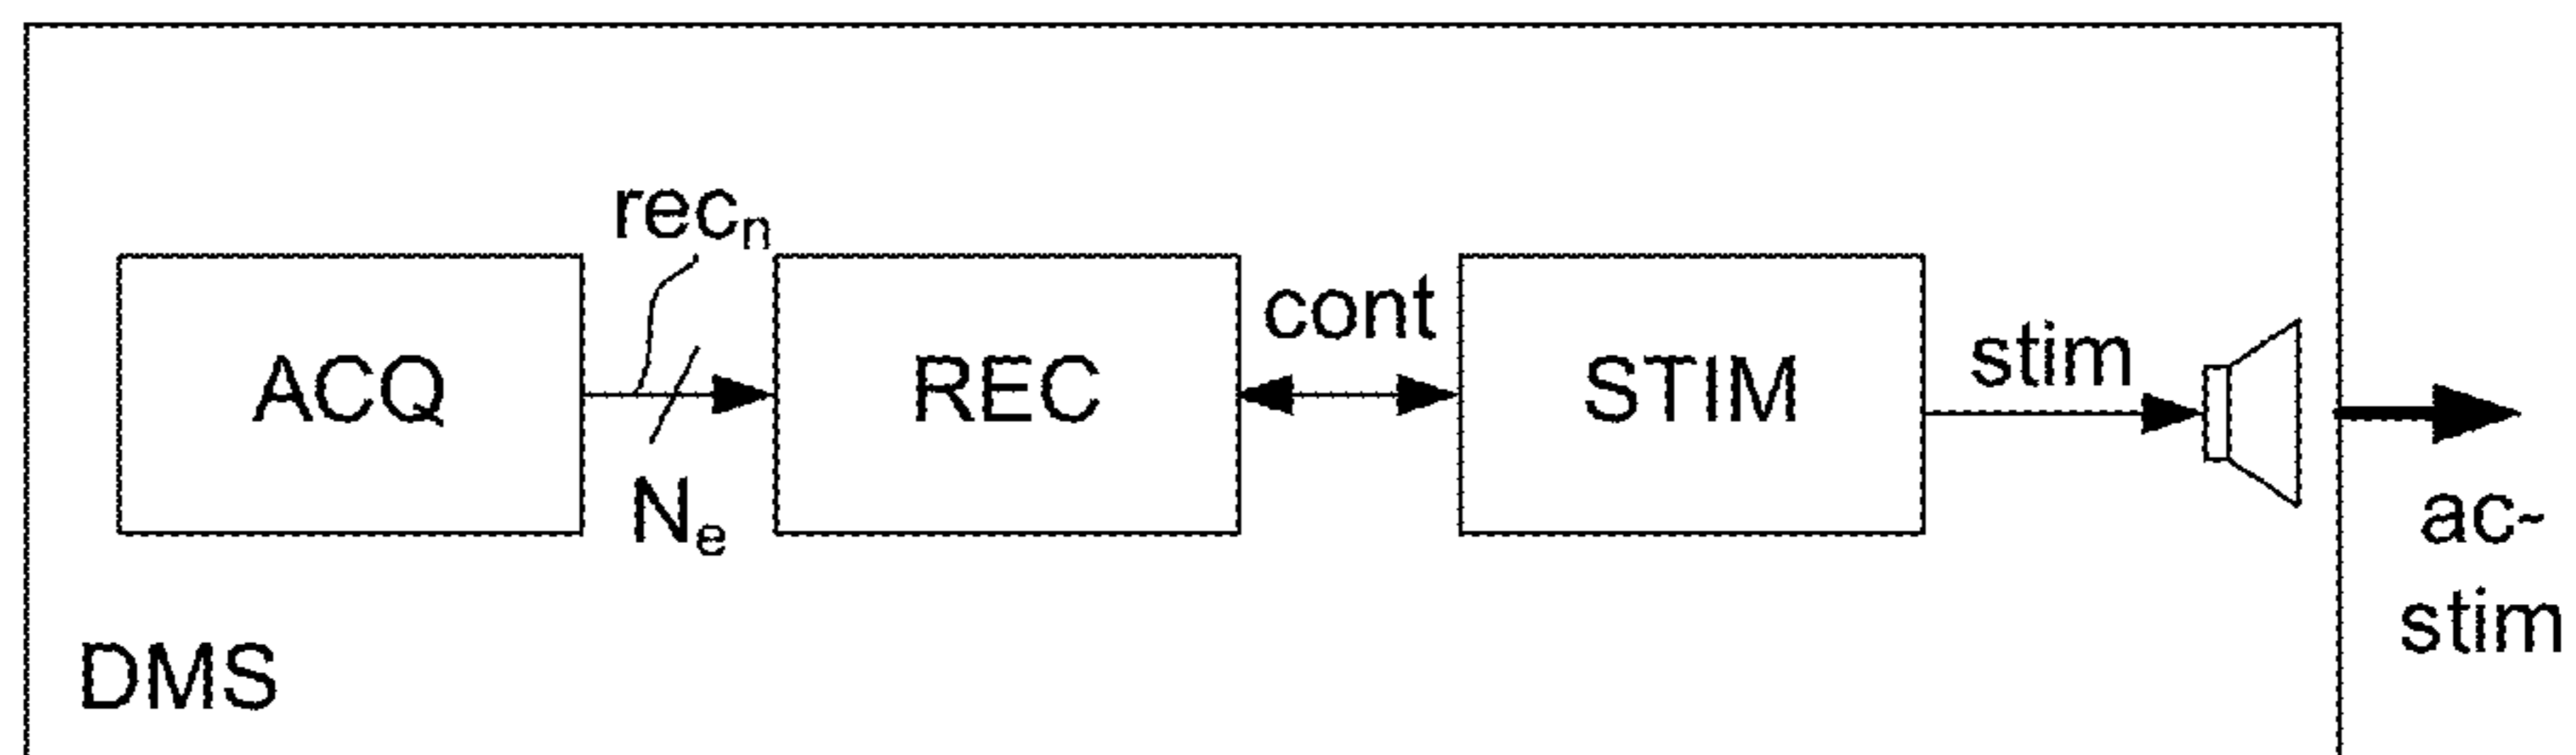 rec_n
ACQ
N_e
REC
cont
STIM
stim
ac-
stim
DMS